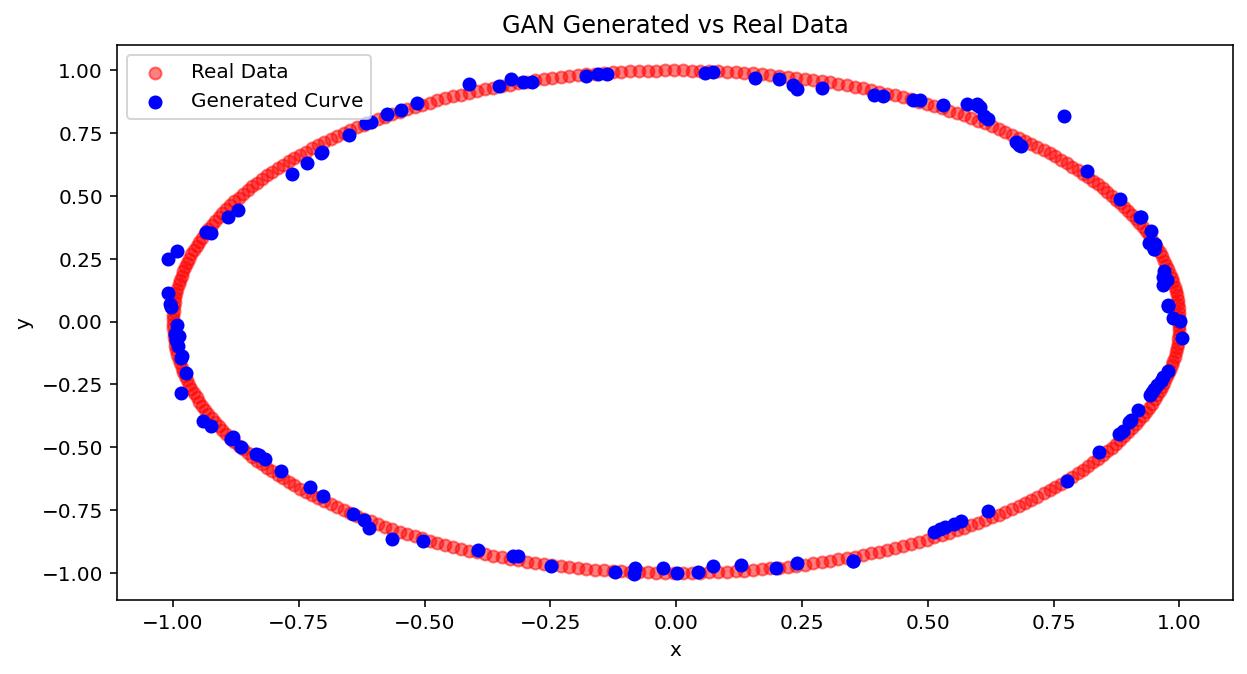 GAN Generated vs Real Data
Real Data
Generated Curve
1.00
0.75
0.50
0.25
0.00
−0.25
−0.50
−0.75
−1.00
y
−1.00 −0.75 −0.50 −0.25 0.00 0.25 0.50 0.75 1.00
x